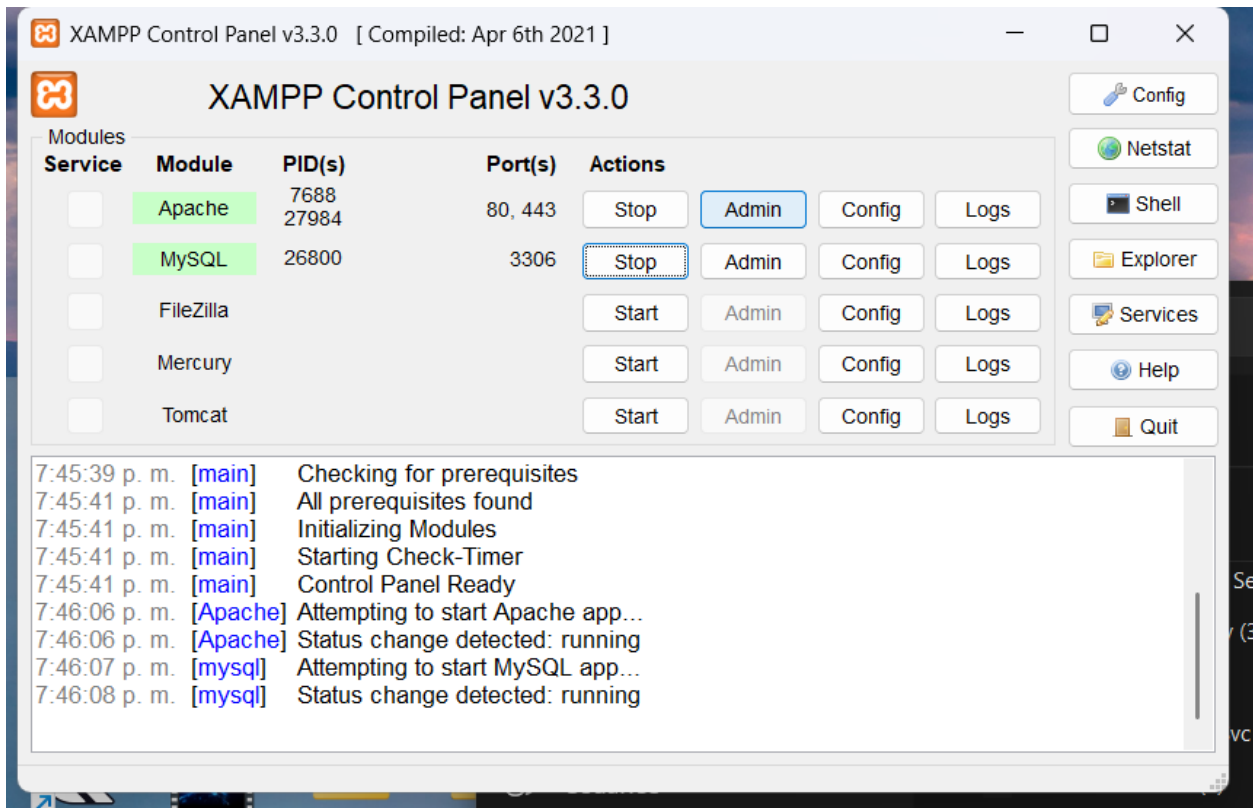 XAMPP Control Panel v3.3.0 [ Compiled: Apr 6th 2021 ]
XAMPP Control Panel v3.3.0
Config
Modules
Netstat
Service Module PID(s) Port(s) Actions
Apache 7688 27984 80, 443 Stop Admin Config Logs
Shell
MySQL 26800 3306 Stop Admin Config Logs
Explorer
FileZilla Start Admin Config Logs
Services
Mercury Start Admin Config Logs
Help
Tomcat Start Admin Config Logs
Quit
7:45:39 p. m. [main] Checking for prerequisites
7:45:41 p. m. [main] All prerequisites found
7:45:41 p. m. [main] Initializing Modules
7:45:41 p. m. [main] Starting Check-Timer
7:45:41 p. m. [main] Control Panel Ready
7:46:06 p. m. [Apache] Attempting to start Apache app...
7:46:06 p. m. [Apache] Status change detected: running
7:46:07 p. m. [mysql] Attempting to start MySQL app...
7:46:08 p. m. [mysql] Status change detected: running